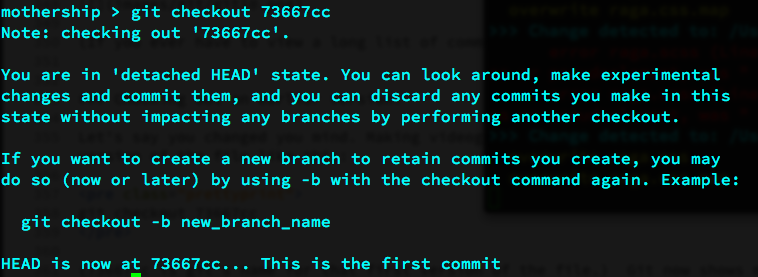 mothership > git checkout 73667cc
Note: checking out '73667cc'.
You are in 'detached HEAD' state. You can look around, make experimental
changes and commit them, and you can discard any commits you make in this
state without impacting any branches by performing another checkout.
If you want to create a new branch to retain commits you create, you may
do so (now or later) by using -b with the checkout command again. Example:
git checkout -b new_branch_name
HEAD is now at 73667cc... This is the first commit